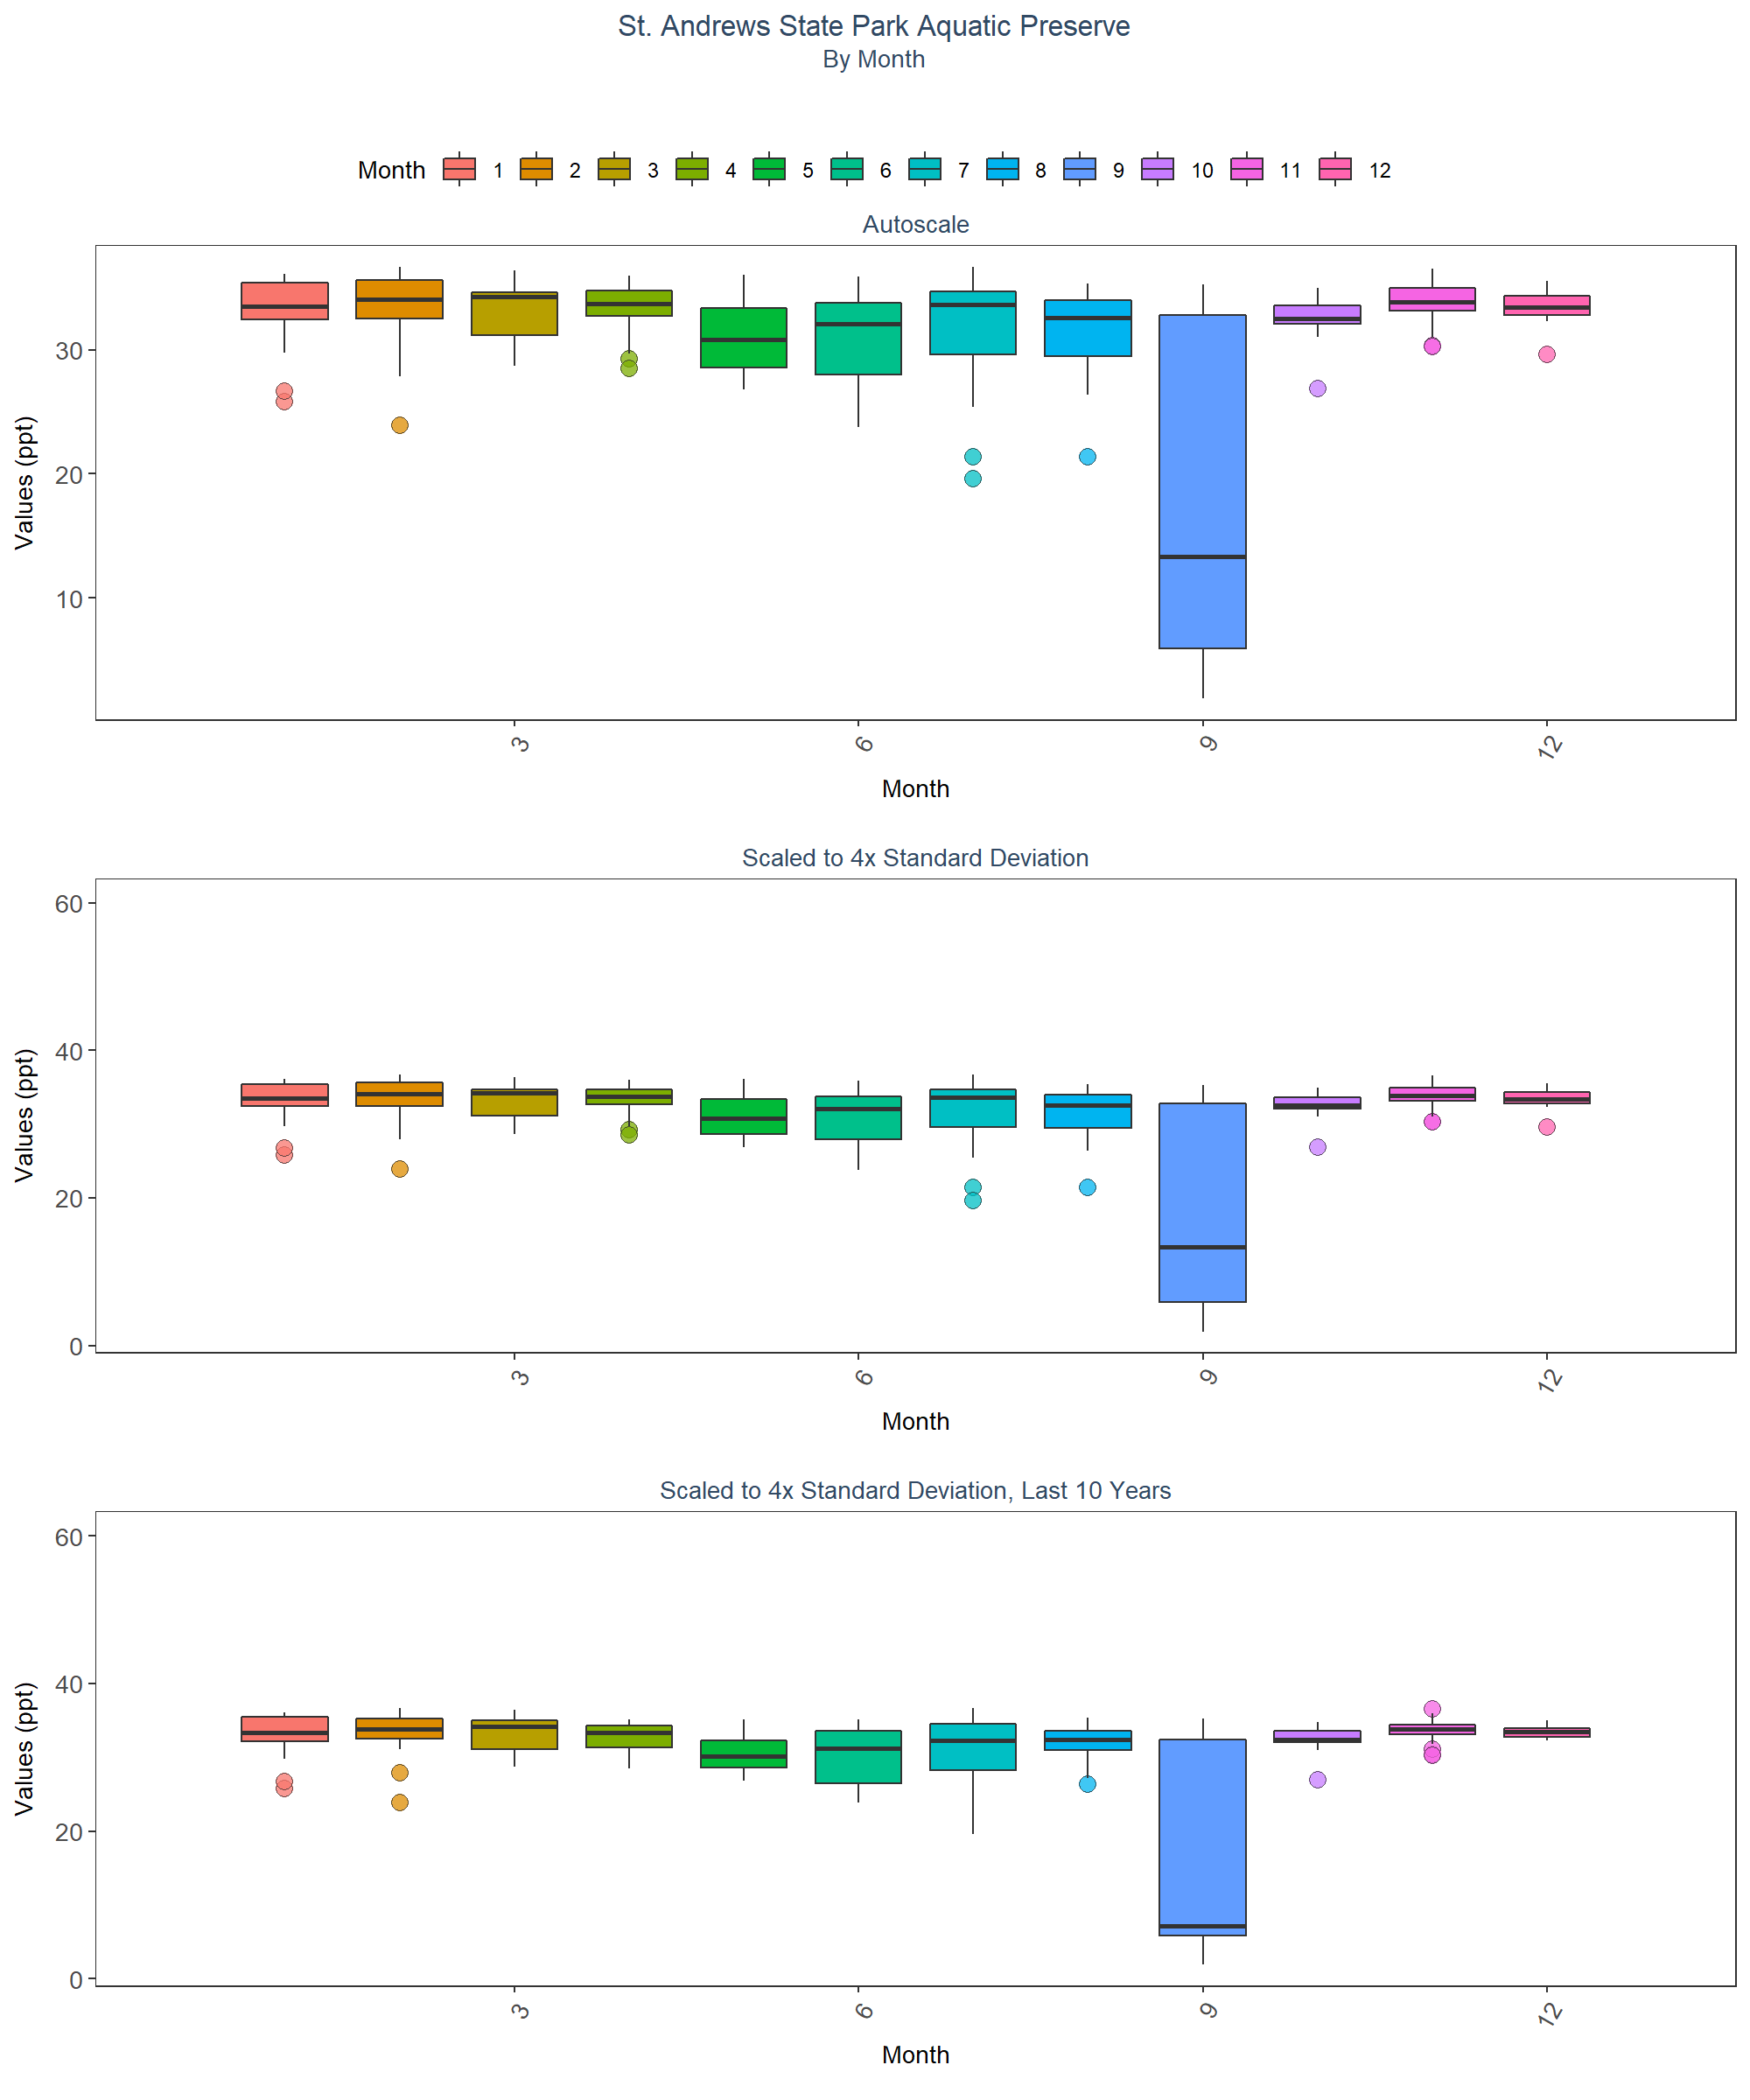 St. Andrews State Park Aquatic Preserve
By Month
Month 1 2 3 4 5 6 7 8 9 10 11 12
Autoscale
Values (ppt)
30
20
10
3 6 9 12
Month
Scaled to 4x Standard Deviation
Values (ppt)
60
40
20
0
3 6 9 12
Month
Scaled to 4x Standard Deviation, Last 10 Years
Values (ppt)
60
40
20
0
3 6 9 12
Month